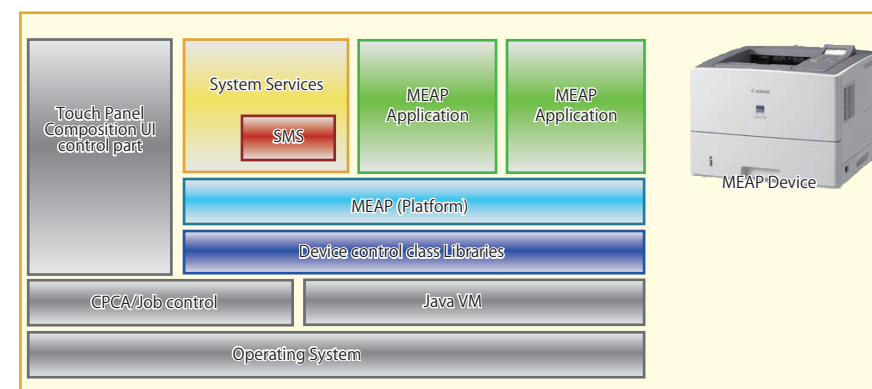 Touch Panel
Composition UI
control part
System Services
SMS
MEAP
Application
MEAP
Application
MEAP (Platform)
Device control class Libraries
CPCA/Job control
Java VM
Operating System
Canon
MEAP Device